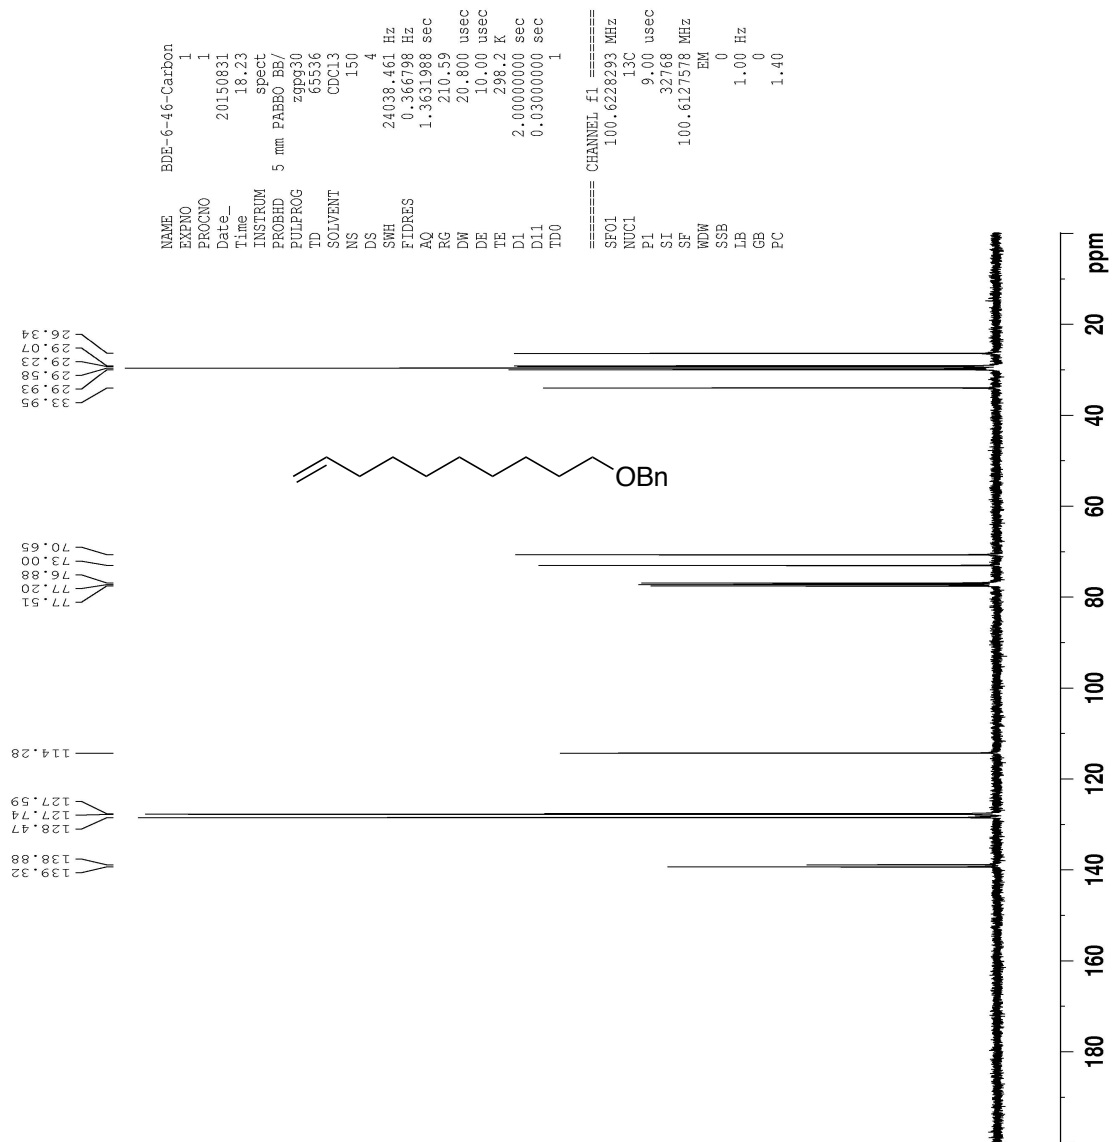 NAME BDE-6-46-Carbon
EXPNO 1
PROCNO 1
Date_ 20150831
Time 18.23
INSTRUM spect
PROBHD 5 mm PABBO BB/
PULPROG zgpg30
TD 65536
SOLVENT CDCl3
NS 150
DS 4
SWH 24038.461 Hz
FIDRES 0.366798 Hz
AQ 1.3631988 sec
RG 210.59
DW 20.800 usec
DE 10.00 usec
TE 298.2 K
D1 2.00000000 sec
D11 0.03000000 sec
TD0 1
======== CHANNEL f1 ========
SFO1 100.6228293 MHz
NUC1 13C
P1 9.00 usec
SI 32768
SF 100.6127578 MHz
WDW EM
SSB 0
LB 1.00 Hz
GB 0
PC 1.40
26.34
29.07
29.23
29.58
29.93
33.95
70.65
73.00
76.88
77.20
77.51
114.28
127.59
127.74
128.47
138.88
139.32
OBn
ppm
20
40
60
80
100
120
140
160
180